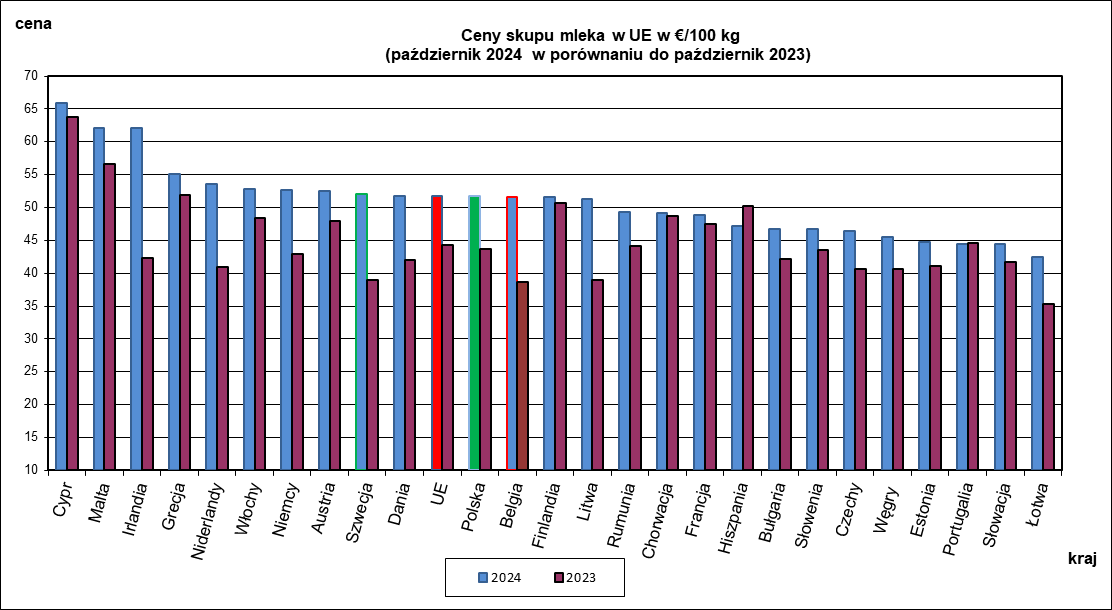 cena
Ceny skupu mleka w UE w €/100 kg
(październik 2024 w porównaniu do październik 2023)
70
65
60
55
50
45
40
35
30
25
20
15
10
Cypr
Malta
Irlandia
Grecja
Niderlandy
Włochy
Niemcy
Austria
Szwecja
Dania
UE
Polska
Belgia
Finlandia
Litwa
Rumunia
Chorwacja
Francja
Hiszpania
Bułgaria
Słowenia
Czechy
Węgry
Estonia
Portugalia
Słowacja
Łotwa
kraj
2024
2023